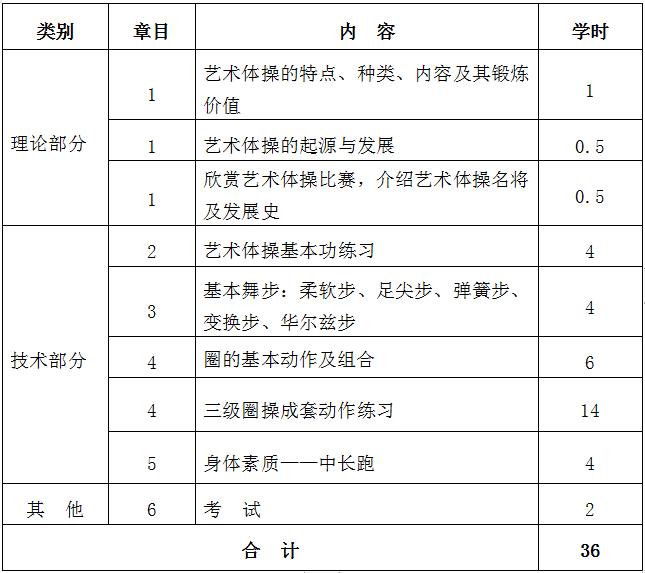 类别 章目 内 容 学时
理论部分
1 艺术体操的特点、种类、内容及其锻炼 1
价值
1 艺术体操的起源与发展 0.5
1 欣赏艺术体操比赛，介绍艺术体操名将 0.5
及发展史
技术部分
2 艺术体操基本功练习 4
3 基本舞步：柔软步、足尖步、弹簧步、 4
变换步、华尔兹步
4 圈的基本动作及组合 6
4 三级圈操成套动作练习 14
5 身体素质——中长跑 4
其 他 6 考 试 2
合 计 36